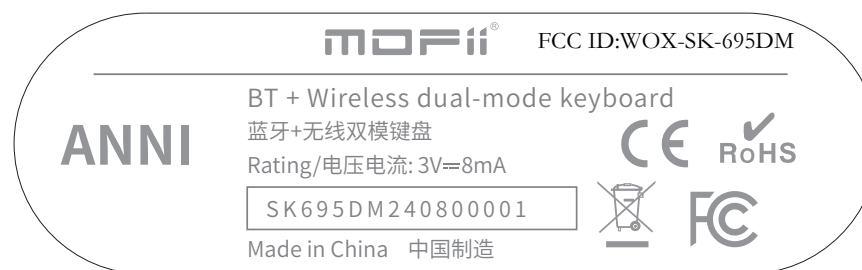 mofii® FCC ID:WOX-SK-695DM
ANNI
BT + Wireless dual-mode keyboard
蓝牙+无线双模键盘
Rating/电压电流: 3V⎓8mA
SK695DM240800001
Made in China 中国制造
CE RoHS
FC